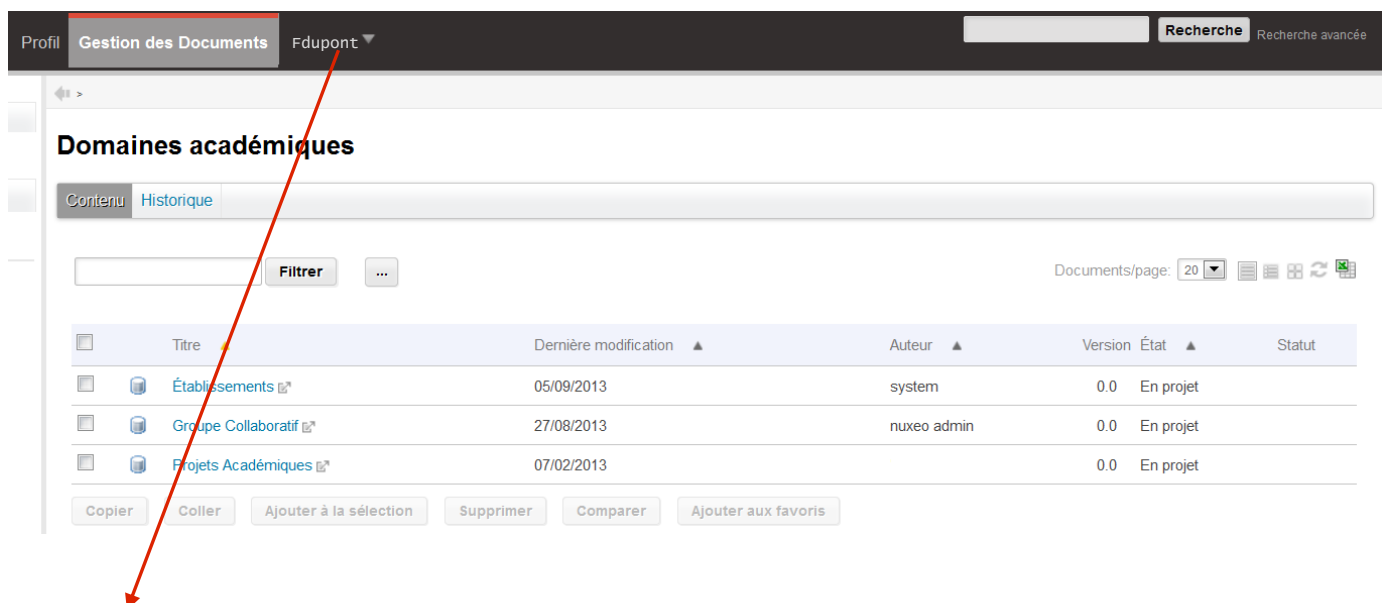 Profil Gestion des Documents Fdupont Recherche Recherche avancée
>
Domaines académiques
Contenu Historique
Filtrer ... Documents/page: 20
Titre Dernière modification Auteur Version État Statut
Établissements 05/09/2013 system 0.0 En projet
Groupe Collaboratif 27/08/2013 nuxeo admin 0.0 En projet
Projets Académiques 07/02/2013 0.0 En projet
Copier Coller Ajouter à la sélection Supprimer Comparer Ajouter aux favoris